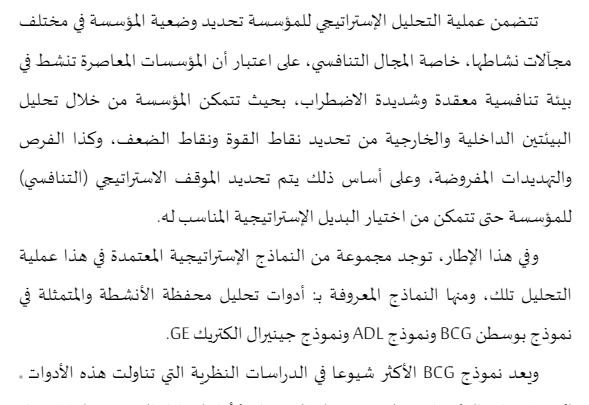 تتضمن عملية التحليل الإستراتيجي للمؤسسة تحديد وضعية المؤسسة في مختلف
مجالات نشاطها، خاصة المجال التنافسي، على اعتبار أن المؤسسات المعاصرة تنشط في
بيئة تنافسية معقدة وشديدة الاضطراب، بحيث تتمكن المؤسسة من خلال تحليل
البيئتين الداخلية والخارجية من تحديد نقاط القوة ونقاط الضعف، وكذا الفرص
والتهديدات المفروضة، وعلى أساس ذلك يتم تحديد الموقف الاستراتيجي (التنافسي)
للمؤسسة حتى تتمكن من اختيار البديل الإستراتيجية المناسب له.
وفي هذا الإطار، توجد مجموعة من النماذج الإستراتيجية المعتمدة في هذا عملية
التحليل تلك، ومنها النماذج المعروفة بـ: أدوات تحليل محفظة الأنشطة والمتمثلة في
نموذج بوسطن BCG ونموذج ADL ونموذج جينيرال الكتريك GE.
ويعد نموذج BCG الأكثر شيوعا في الدراسات النظرية التي تناولت هذه الأدوات